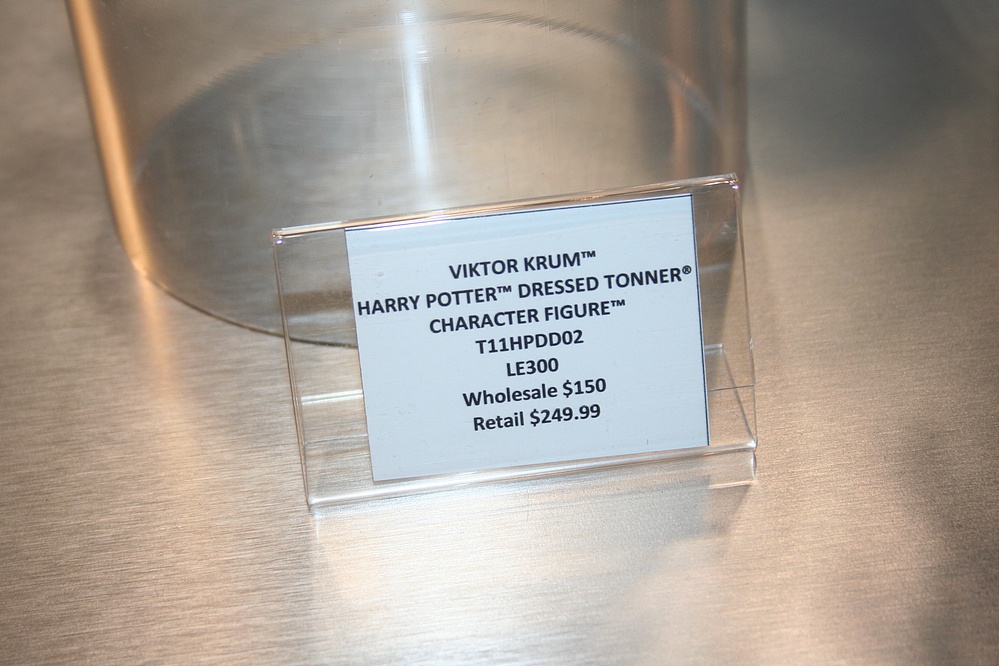 VIKTOR KRUM™
HARRY POTTER™ DRESSED TONNER®
CHARACTER FIGURE™
T11HPDD02
LE300
Wholesale $150
Retail $249.99